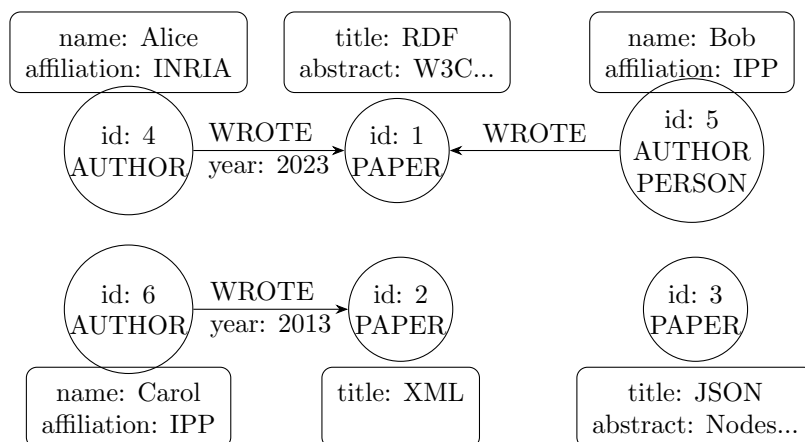 name: Alice
affiliation: INRIA
title: RDF
abstract: W3C...
name: Bob
affiliation: IPP
id: 4
AUTHOR
WROTE
year: 2023
id: 1
PAPER
WROTE
id: 5
AUTHOR
PERSON
id: 6
AUTHOR
WROTE
year: 2013
id: 2
PAPER
id: 3
PAPER
name: Carol
affiliation: IPP
title: XML
title: JSON
abstract: Nodes...